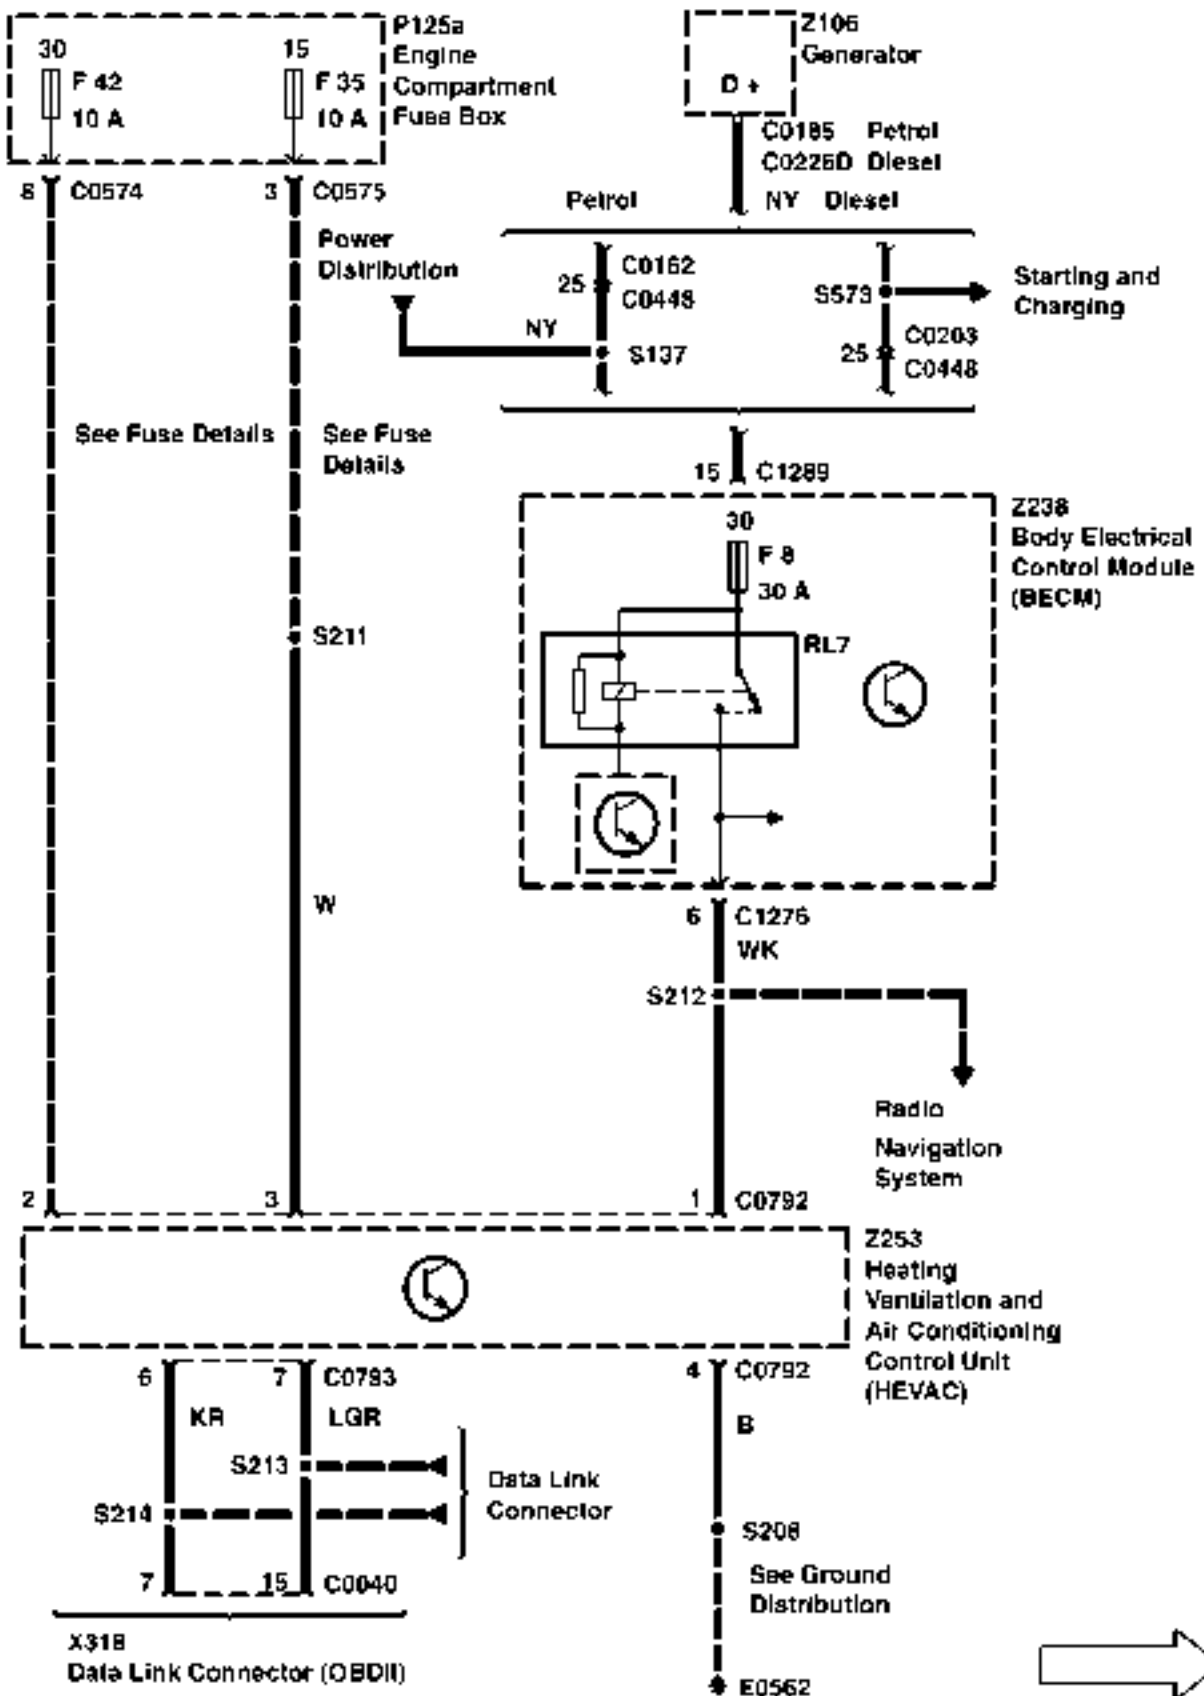 P125a
Engine
Compartment
Fuse Box
30
F 42
10 A
15
F 35
10 A
Z106
Generator
D +
C0185 Petrol
C0226D Diesel
8 C0574
3 C0575
Petrol
NY Diesel
Power
Distribution
25
C0162
C0448
NY
S137
S573
Starting and
Charging
25
C0203
C0448
See Fuse Details
See Fuse
Details
15 C1289
Z238
Body Electrical
Control Module
(BECM)
30
F 8
30 A
RL7
S211
W
6 C1276
WK
S212
Radio
Navigation
System
2
3
1 C0792
Z253
Heating
Ventilation and
Air Conditioning
Control Unit
(HEVAC)
6
7 C0793
4 C0792
KR
LGR
B
S213
S214
Data Link
Connector
S208
See Ground
Distribution
7
15 C0040
X318
Data Link Connector (OBDII)
E0562